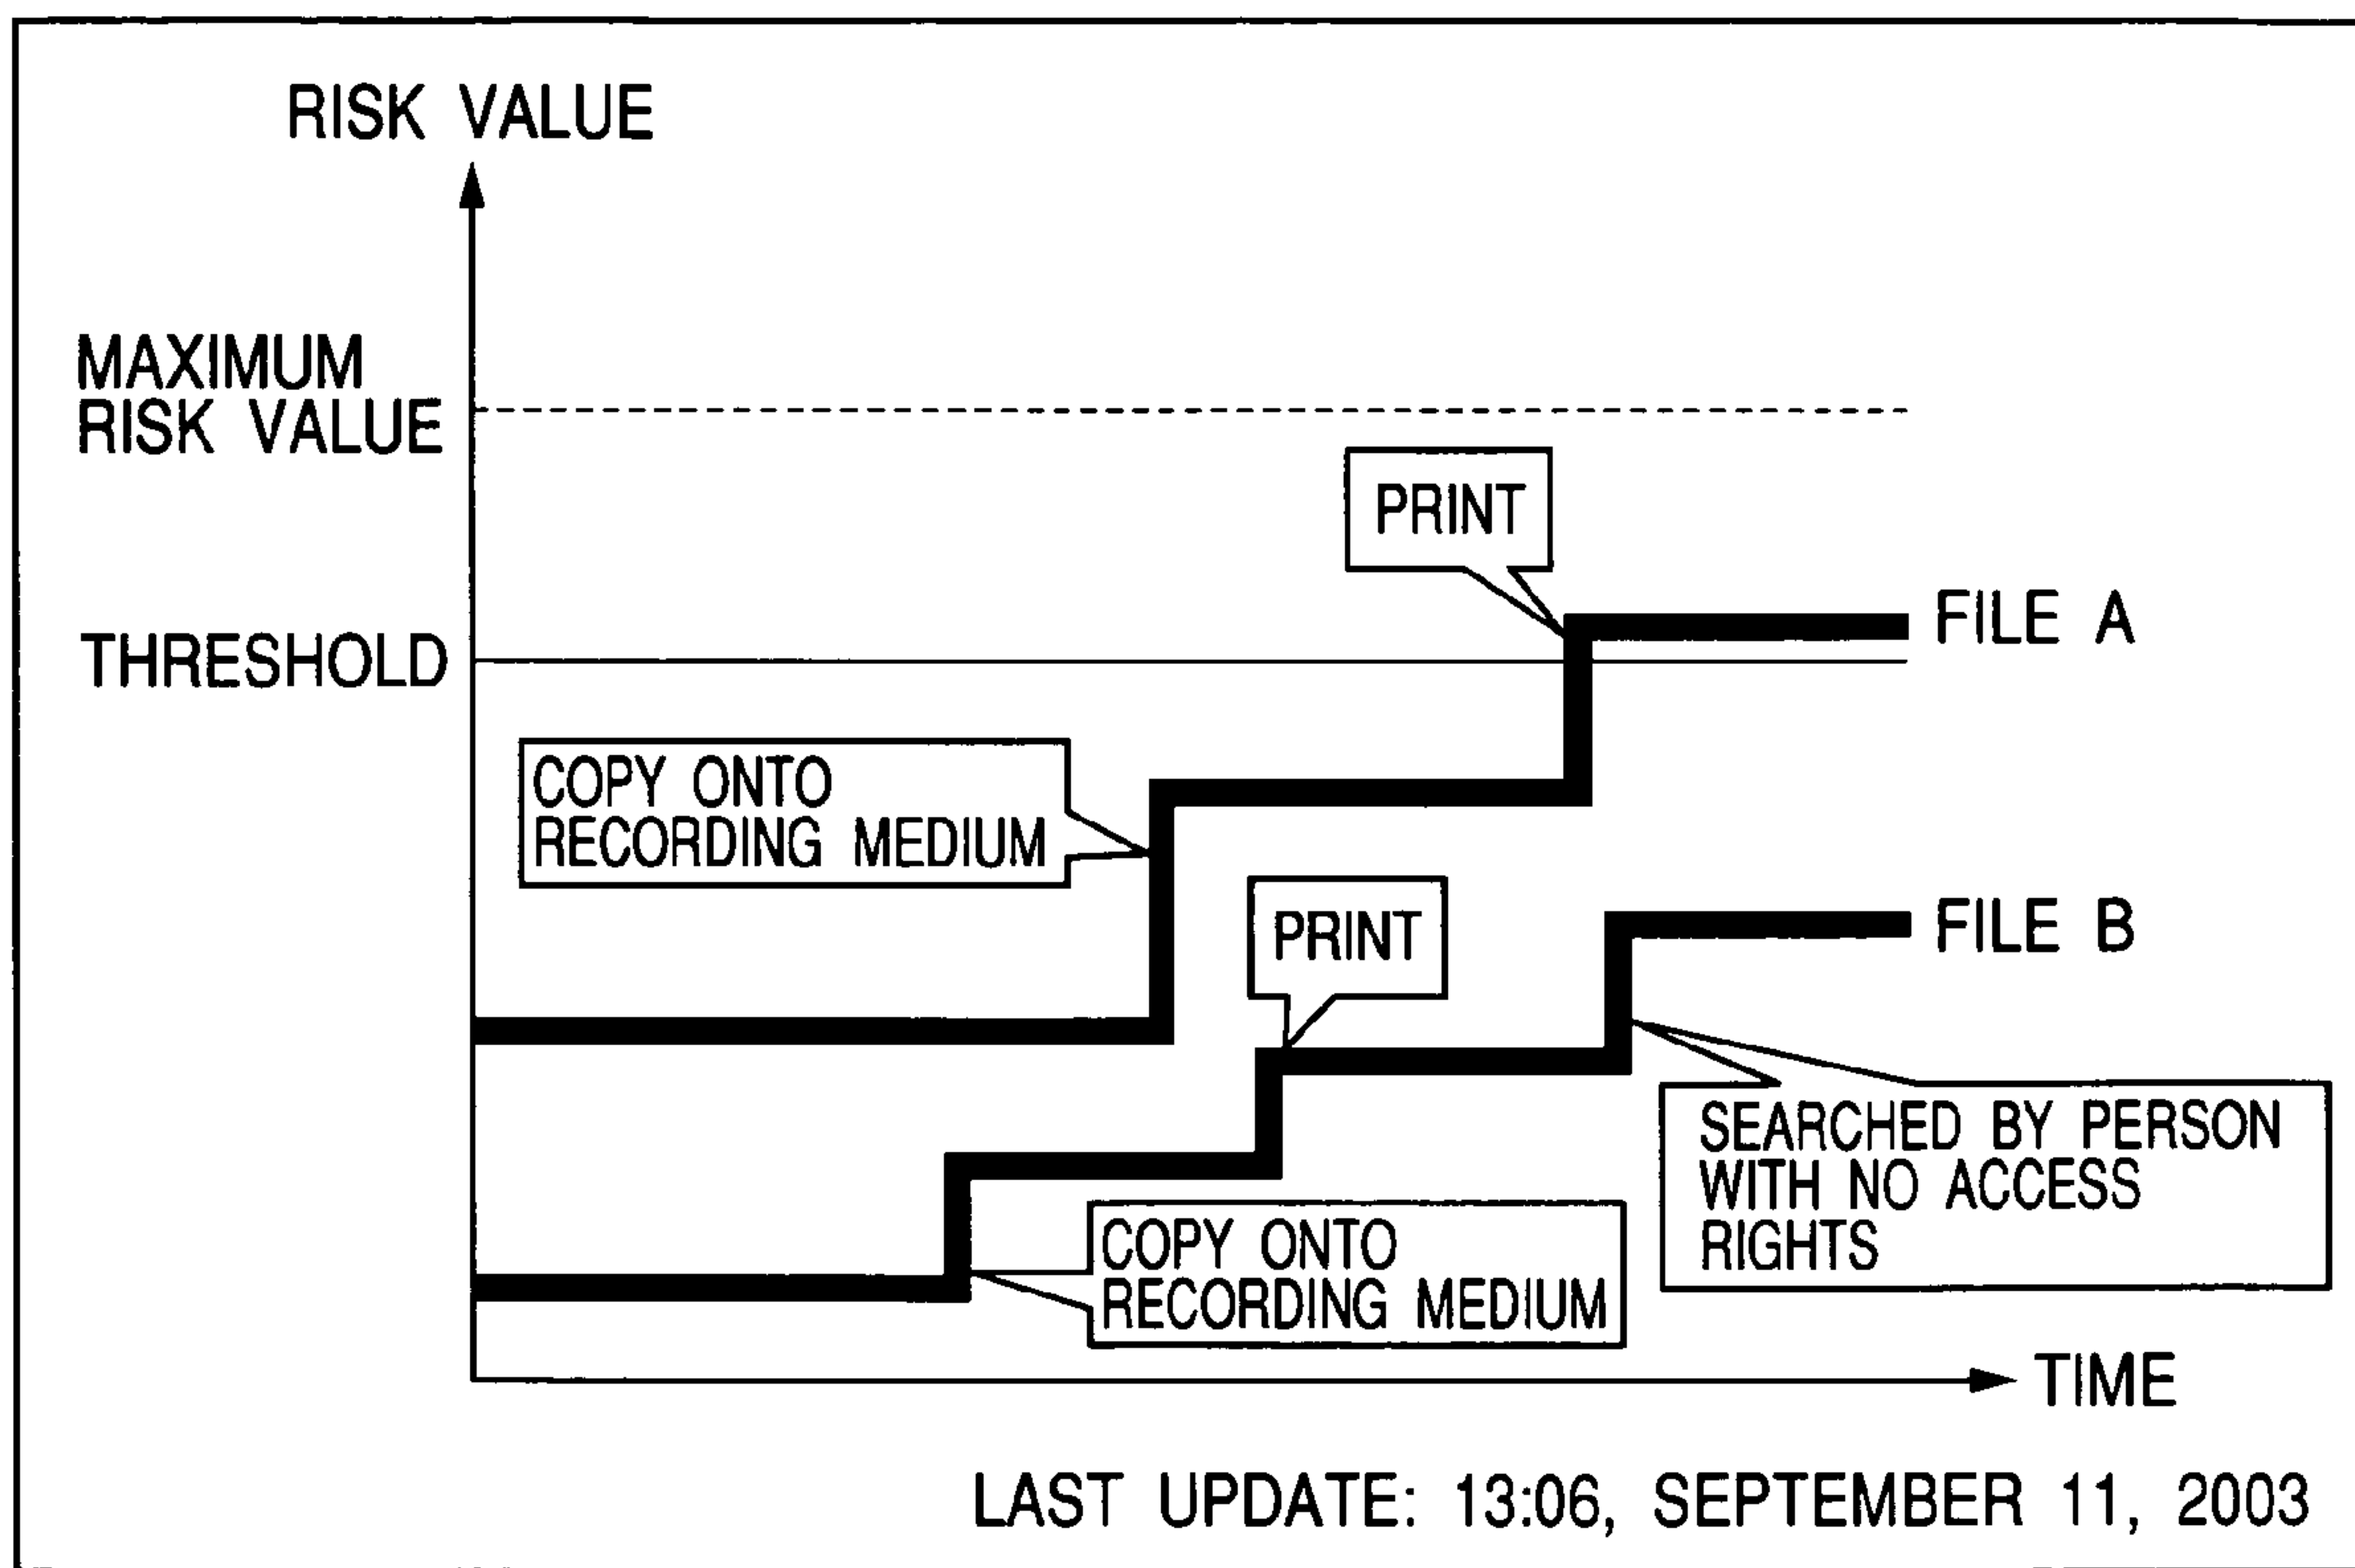 RISK VALUE
MAXIMUM
RISK VALUE
PRINT
FILE A
THRESHOLD
COPY ONTO
RECORDING MEDIUM
PRINT
FILE B
SEARCHED BY PERSON
WITH NO ACCESS
RIGHTS
COPY ONTO
RECORDING MEDIUM
TIME
LAST UPDATE: 13:06, SEPTEMBER 11, 2003